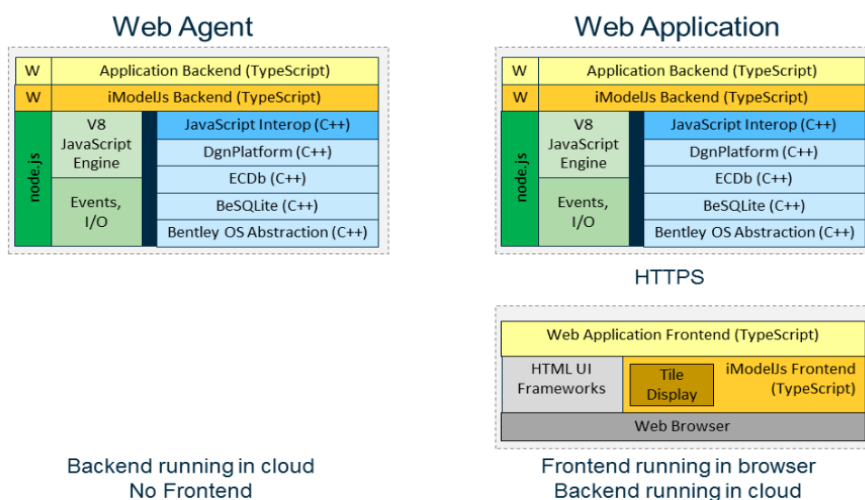 Web Agent
W Application Backend (TypeScript)
W iModelJs Backend (TypeScript)
node.js
V8
JavaScript
Engine
Events,
I/O
JavaScript Interop (C++)
DgnPlatform (C++)
ECDb (C++)
BeSQLite (C++)
Bentley OS Abstraction (C++)
Backend running in cloud
No Frontend
Web Application
W Application Backend (TypeScript)
W iModelJs Backend (TypeScript)
node.js
V8
JavaScript
Engine
Events,
I/O
JavaScript Interop (C++)
DgnPlatform (C++)
ECDb (C++)
BeSQLite (C++)
Bentley OS Abstraction (C++)
HTTPS
Web Application Frontend (TypeScript)
HTML UI
Frameworks
Tile
Display
iModelJs Frontend
(TypeScript)
Web Browser
Frontend running in browser
Backend running in cloud